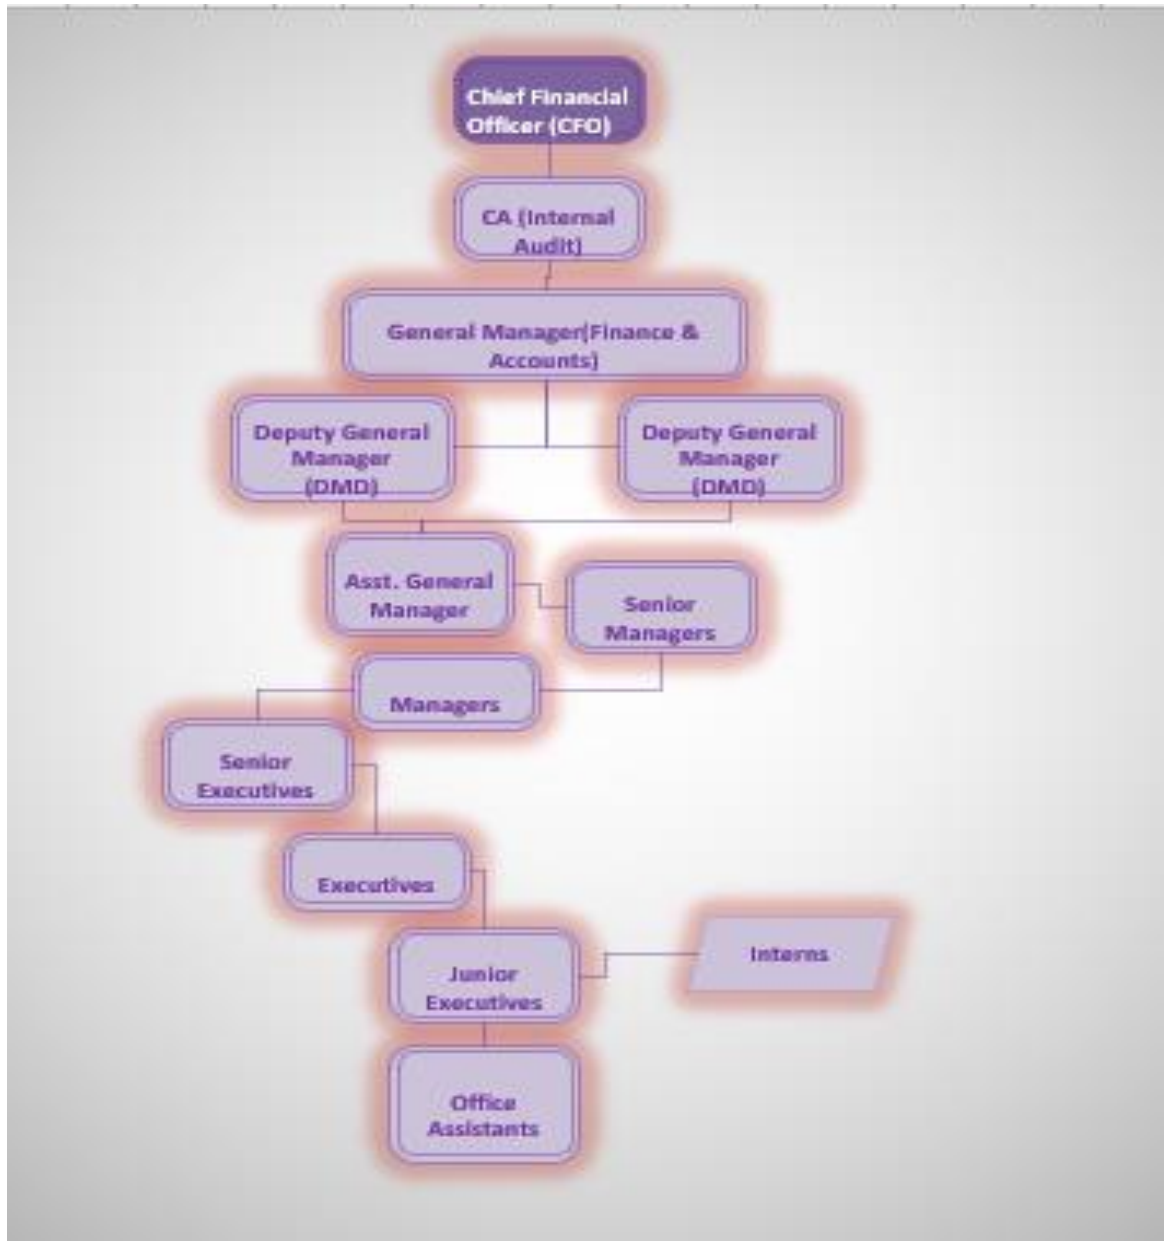 Chief Financial
Officer (CFO)
CA (Internal
Audit)
General Manager(Finance &
Accounts)
Deputy General
Manager
(DMD)
Deputy General
Manager
(DMD)
Asst. General
Manager
Senior
Managers
Managers
Senior
Executives
Executives
Interns
Junior
Executives
Office
Assistants